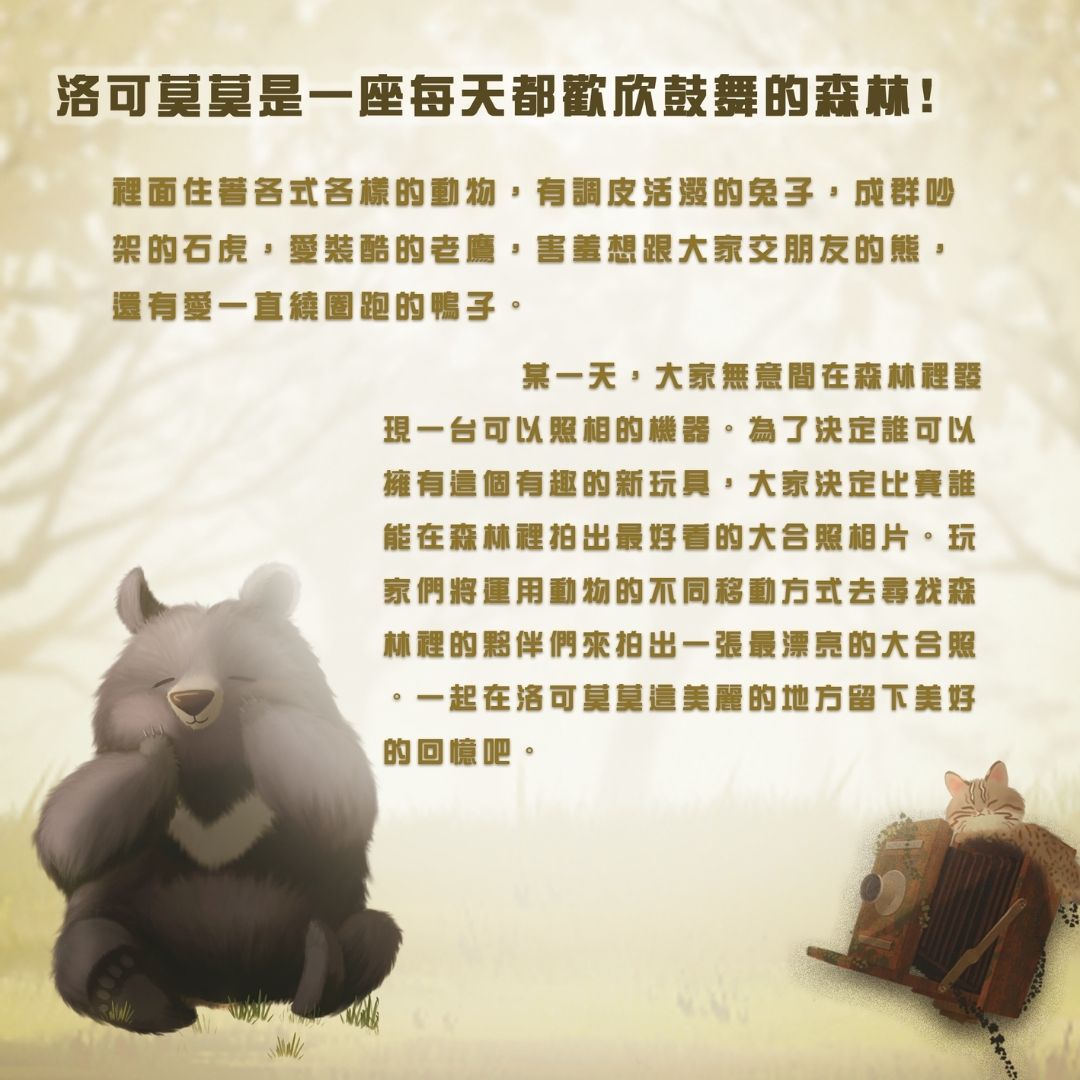 洛可莫莫是一座每天都歡欣鼓舞的森林!
裡面住著各式各樣的動物，有調皮活潑的兔子，成群吵
架的石虎，愛裝酷的老鷹，害羞想跟大家交朋友的熊，
還有愛一直繞圈跑的鴨子。
某一天，大家無意間在森林裡發
現一台可以照相的機器。為了決定誰可以
擁有這個有趣的新玩具，大家決定比賽誰
能在森林裡拍出最好看的大合照相片。玩
家們將運用動物的不同移動方式去尋找森
林裡的夥伴們來拍出一張最漂亮的大合照
。一起在洛可莫莫這美麗的地方留下美好
的回憶吧。